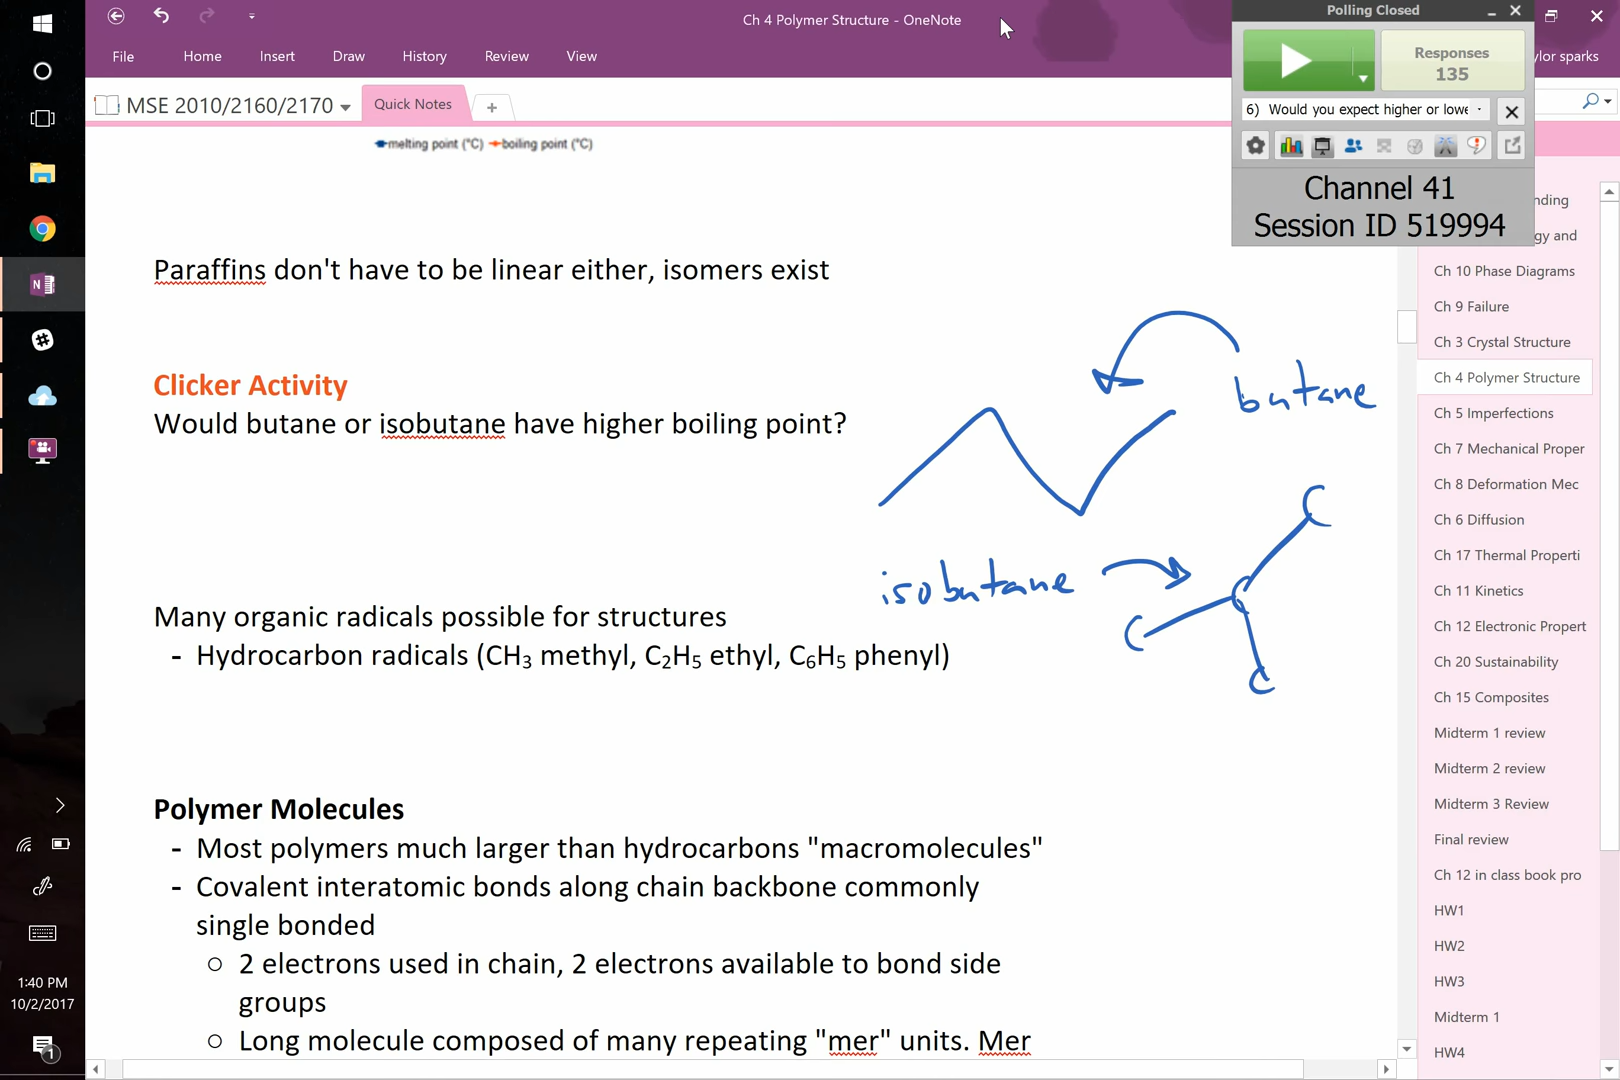 Ch 4 Polymer Structure - OneNote
Polling Closed
File Home Insert Draw History Review View
ylor sparks
Responses
135
MSE 2010/2160/2170
Quick Notes
6) Would you expect higher or lowe
melting point (°C) boiling point (°C)
Channel 41
Session ID 519994
nding
gy and
Ch 10 Phase Diagrams
Ch 9 Failure
Ch 3 Crystal Structure
Ch 4 Polymer Structure
Ch 5 Imperfections
Ch 7 Mechanical Proper
Ch 8 Deformation Mec
Ch 6 Diffusion
Ch 17 Thermal Properti
Ch 11 Kinetics
Ch 12 Electronic Propert
Ch 20 Sustainability
Ch 15 Composites
Midterm 1 review
Midterm 2 review
Midterm 3 Review
Final review
Ch 12 in class book pro
HW1
HW2
HW3
Midterm 1
HW4
Paraffins don't have to be linear either, isomers exist
Clicker Activity
Would butane or isobutane have higher boiling point?
butane
isobutane
C
C
C
C
Many organic radicals possible for structures
- Hydrocarbon radicals (CH3 methyl, C2H5 ethyl, C6H5 phenyl)
Polymer Molecules
- Most polymers much larger than hydrocarbons "macromolecules"
- Covalent interatomic bonds along chain backbone commonly
single bonded
○ 2 electrons used in chain, 2 electrons available to bond side
groups
○ Long molecule composed of many repeating "mer" units. Mer
1:40 PM
10/2/2017
1